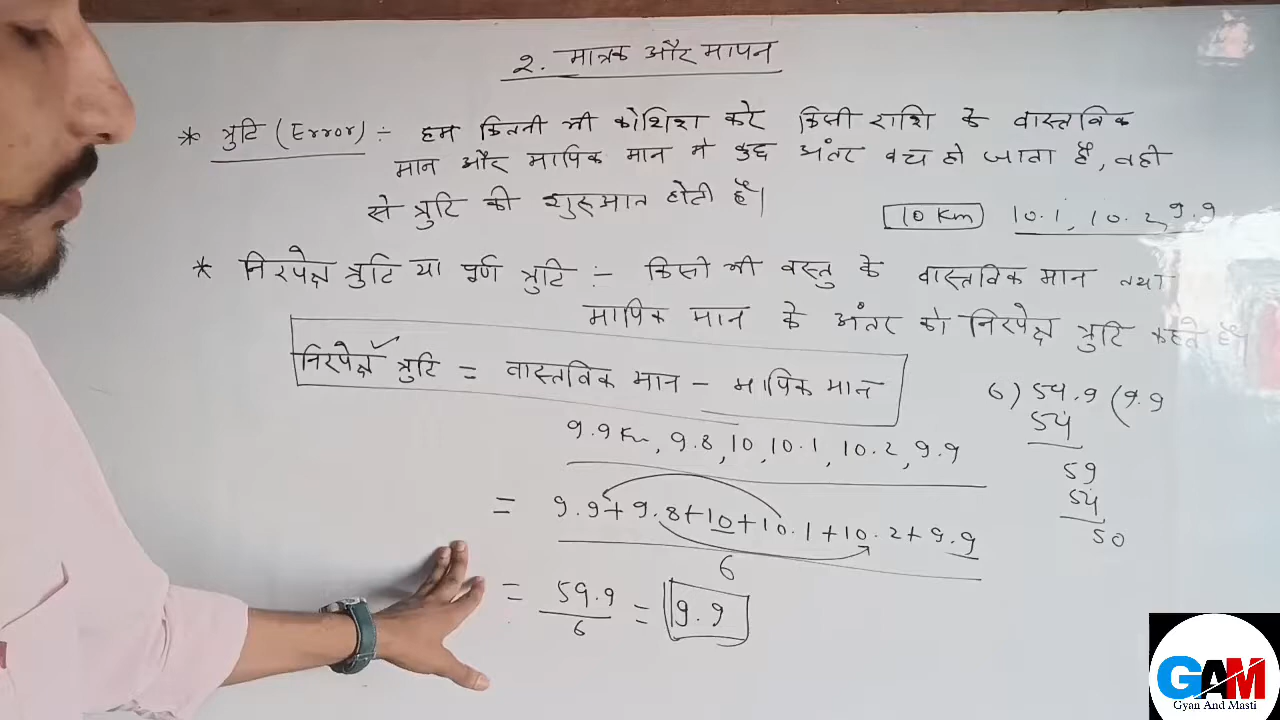 2. मात्रक और मापन
* त्रुटि (Error) :- हम कितनी भी कोशिश करे किसी राशि के वास्तविक
मान और मापिक मान मे कुछ अंतर बच हो जाता है, वही
से त्रुटि की शुरुआत होती है।
10 Km 10.1, 10.2, 9.9
* निरपेक्ष त्रुटि या पूर्ण त्रुटि :- किसी भी वस्तु के वास्तविक मान तथा
मापिक मान के अंतर को निरपेक्ष त्रुटि कहते है।
निरपेक्ष त्रुटि = वास्तविक मान - मापिक मान
9.9 Km, 9.8, 10, 10.1, 10.2, 9.9
= 9.9+9.8+10+10.1+10.2+9.9
6
= 59.9
6
= 9.9
6) 59.9 (9.9
54
59
54
50
GAM
Gyan And Masti